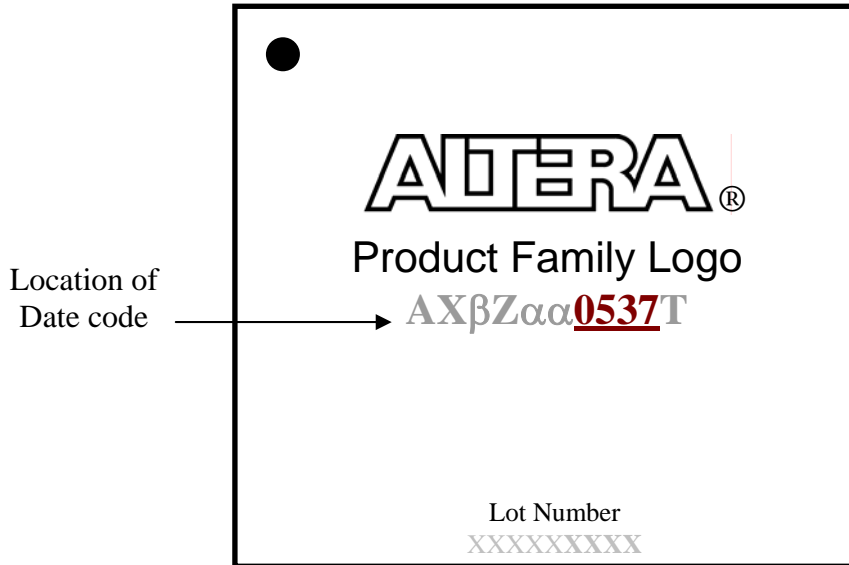 ALTERA ®
Product Family Logo
Location of
Date code
AXβZαα0537T
Lot Number
XXXXXXXXX